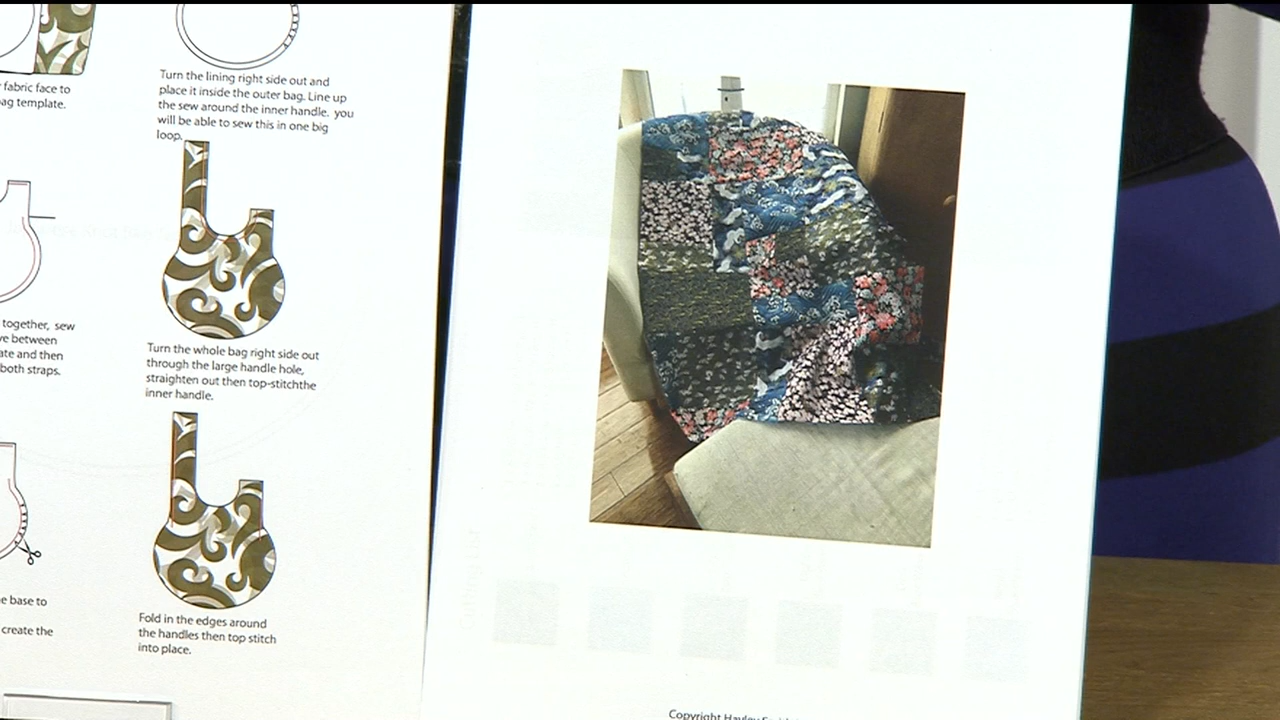 fabric face to
ag template.
together, sew
between
ate and then
both straps.
base to
create the
Turn the lining right side out and
place it inside the outer bag. Line up
the sew around the inner handle. you
will be able to sew this in one big
loop.
Turn the whole bag right side out
through the large handle hole,
straighten out then top-stitchthe
inner handle.
Fold in the edges around
the handles then top stitch
into place.
Copyright Hayley